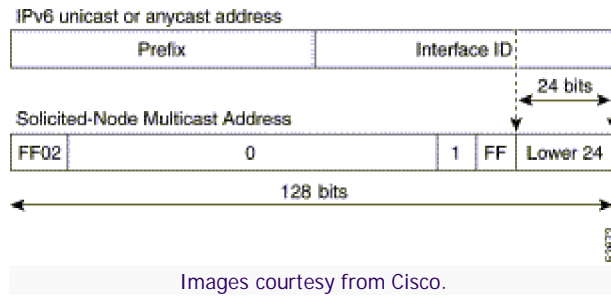 IPv6 unicast or anycast address
Prefix Interface ID
24 bits
Solicited-Node Multicast Address
FF02 0 1 FF Lower 24
128 bits
Images courtesy from Cisco.